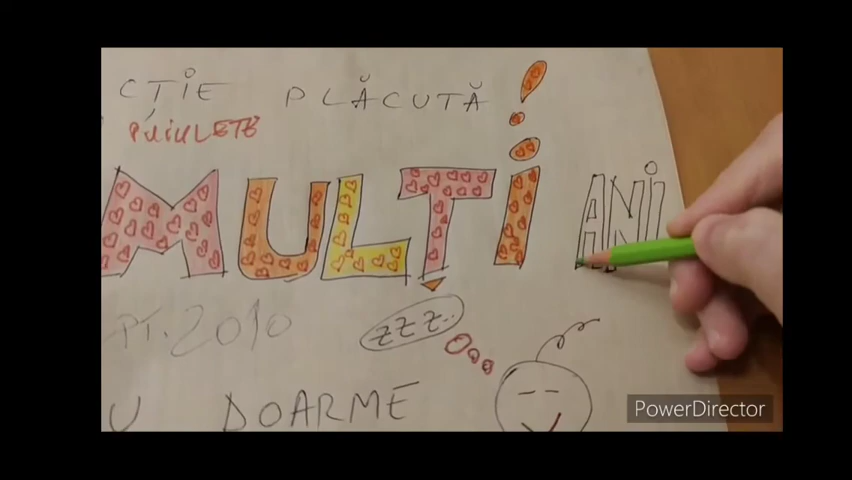 CȚIE PLĂCUTĂ !
PUIULETE
MULȚI ANI
PT. 2010
zzz..
U DOARME
PowerDirector